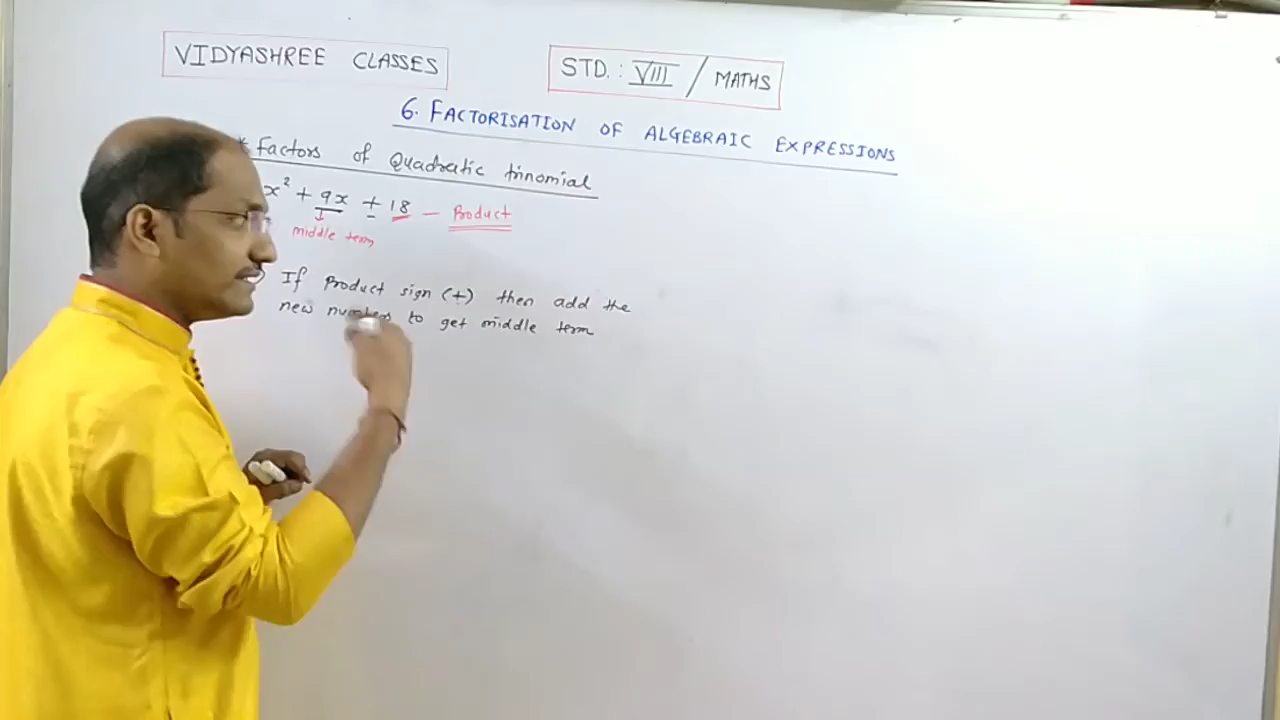 VIDYASHREE CLASSES
STD. : VIII / MATHS
6. FACTORISATION OF ALGEBRAIC EXPRESSIONS
* Factors of Quadratic trinomial
x² + 9x + 18 — Product
middle term
If Product sign (+) then add the
new numbers to get middle term